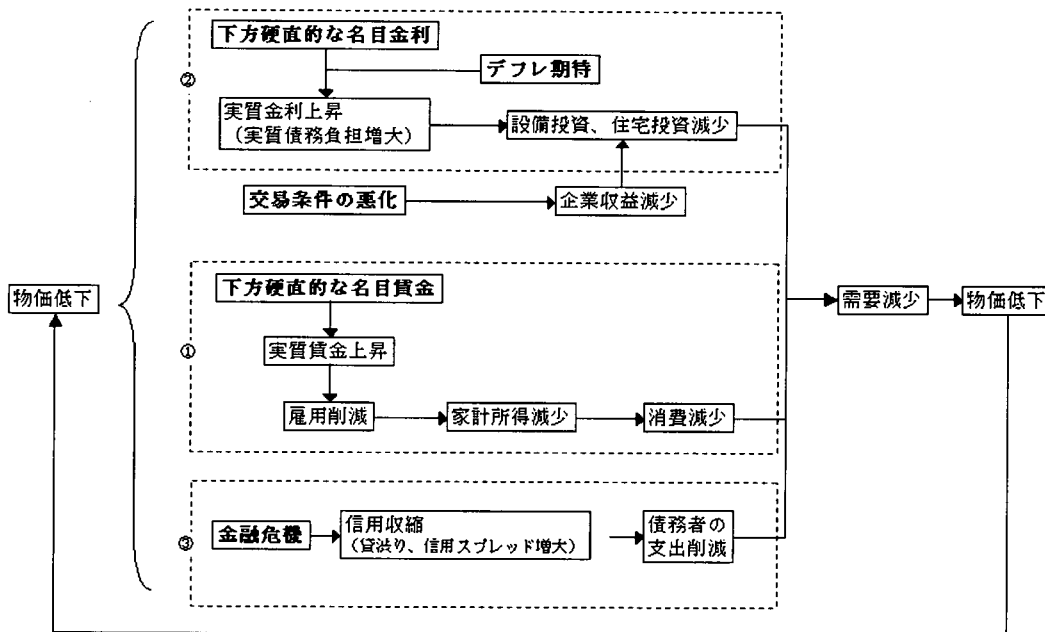 下方硬直的な名目金利
デフレ期待
②
実質金利上昇
(実質債務負担増大)
設備投資、住宅投資減少
交易条件の悪化
企業収益減少
物価低下
下方硬直的な名目賃金
①
実質賃金上昇
雇用削減
家計所得減少
消費減少
需要減少
物価低下
③
金融危機
信用収縮
(貸渋り、信用スプレッド増大)
債務者の
支出削減